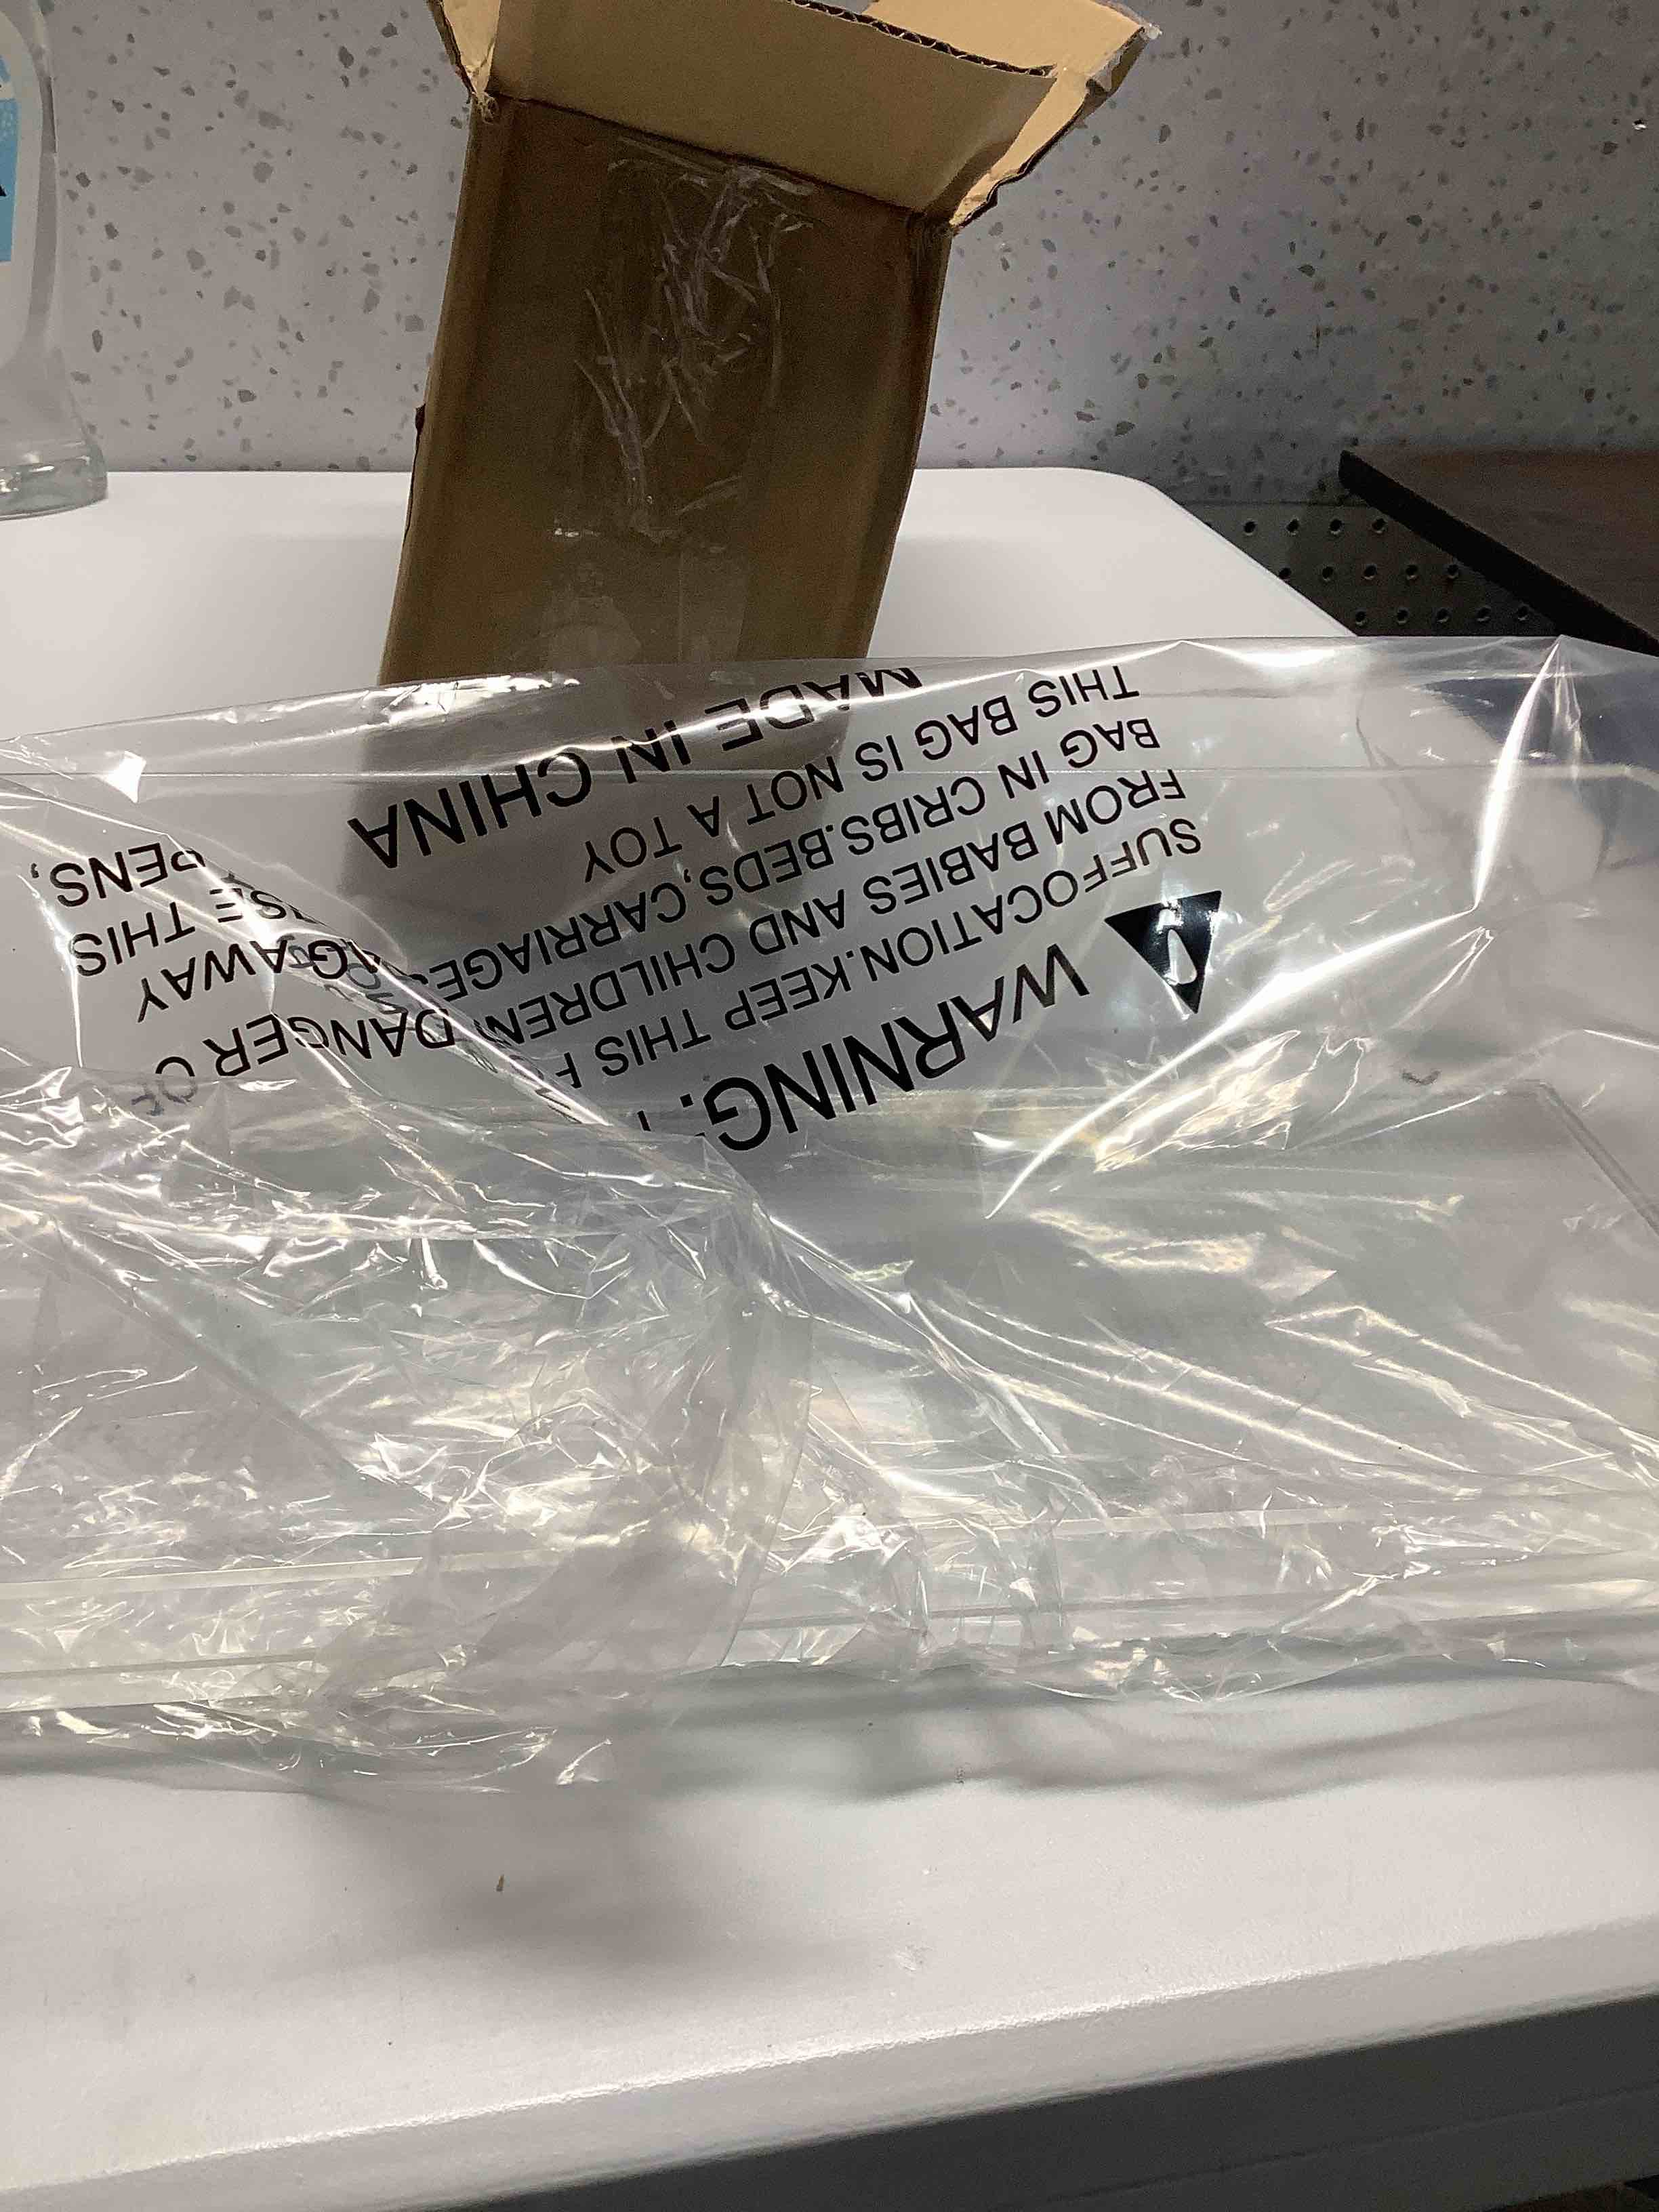 WARNING: DANGER O
SUFFOCATION.KEEP THIS AWAY
FROM BABIES AND CHILDREN THIS
BAG IN CRIBS.BEDS,CARRIAGES PENS,
THIS BAG IS NOT A TOY
MADE IN CHINA